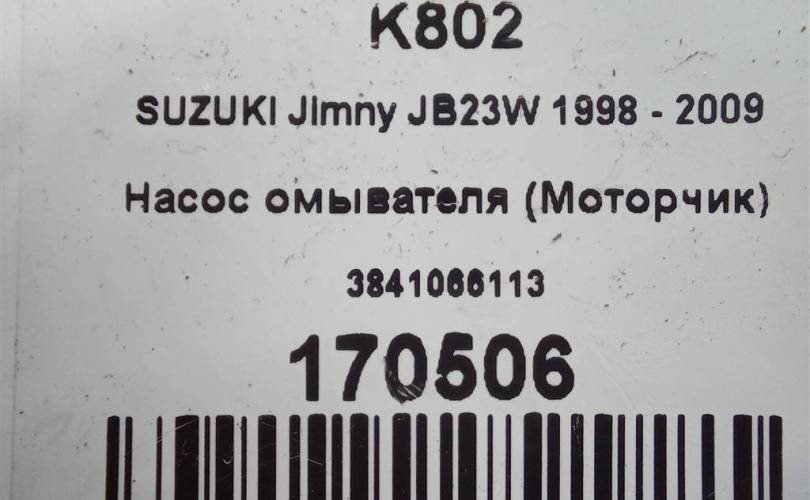 K802
SUZUKI Jimny JB23W 1998 - 2009
Насос омывателя (Моторчик)
3841066113
170506